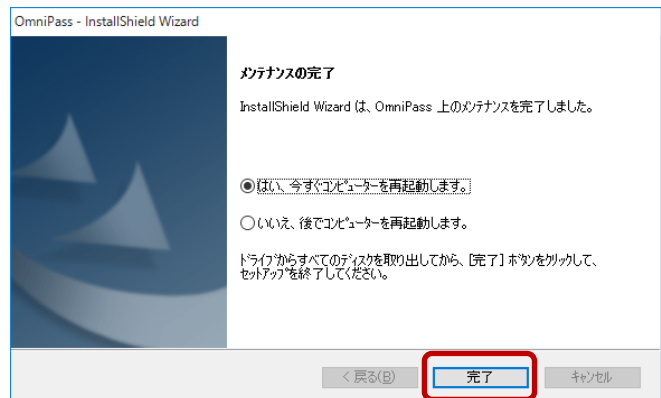 OmniPass - InstallShield Wizard
メンテナンスの完了
InstallShield Wizard は、OmniPass 上のメンテナンスを完了しました。
はい、今すぐコンピューターを再起動します。
いいえ、後でコンピューターを再起動します。
ドライブからすべてのディスクを取り出してから、[完了] ボタンをクリックして、
セットアップを終了してください。
< 戻る(B) 完了 キャンセル